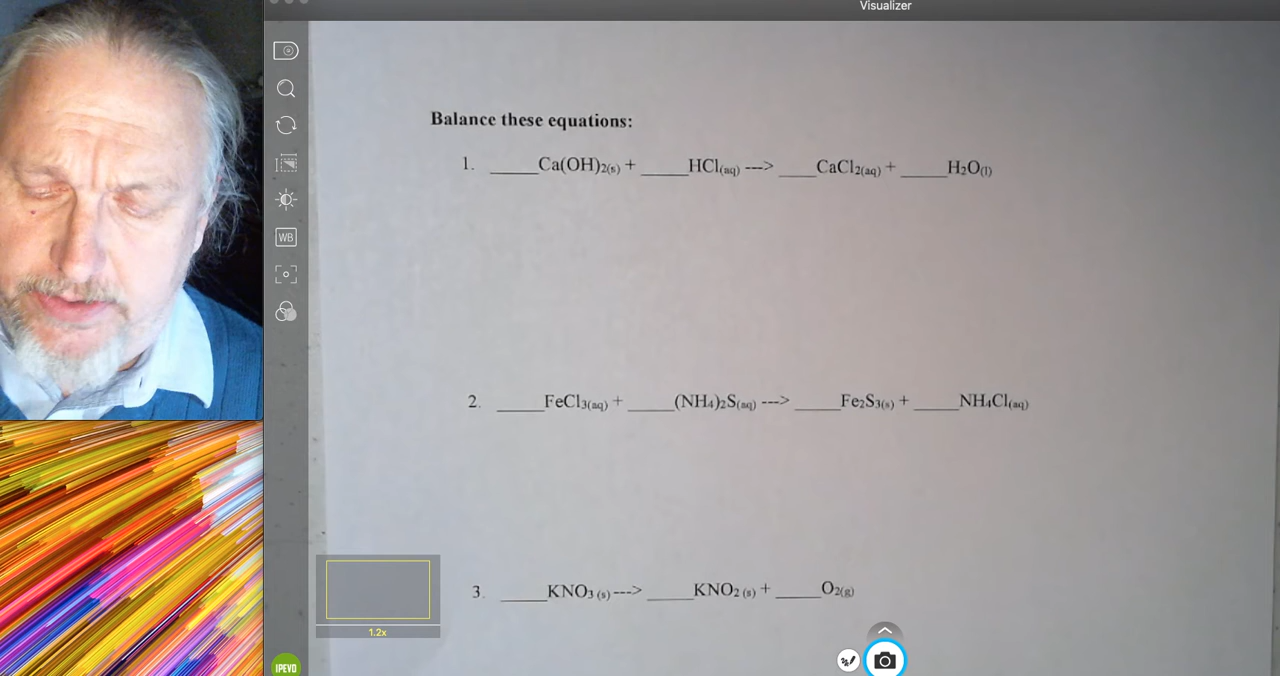 Visualizer
Balance these equations:
1. _____Ca(OH)₂₍ₛ₎ + _____HCl₍aq₎ ---> ____CaCl₂₍aq₎ + _____H₂O₍l₎
2. _____FeCl₃₍aq₎ + _____(NH₄)₂S₍aq₎ ---> _____Fe₂S₃₍ₛ₎ + _____NH₄Cl₍aq₎
3. _____KNO₃ ₍ₛ₎ ---> _____KNO₂ ₍ₛ₎ + _____O₂₍g₎
WB
1.2x
IPEVO